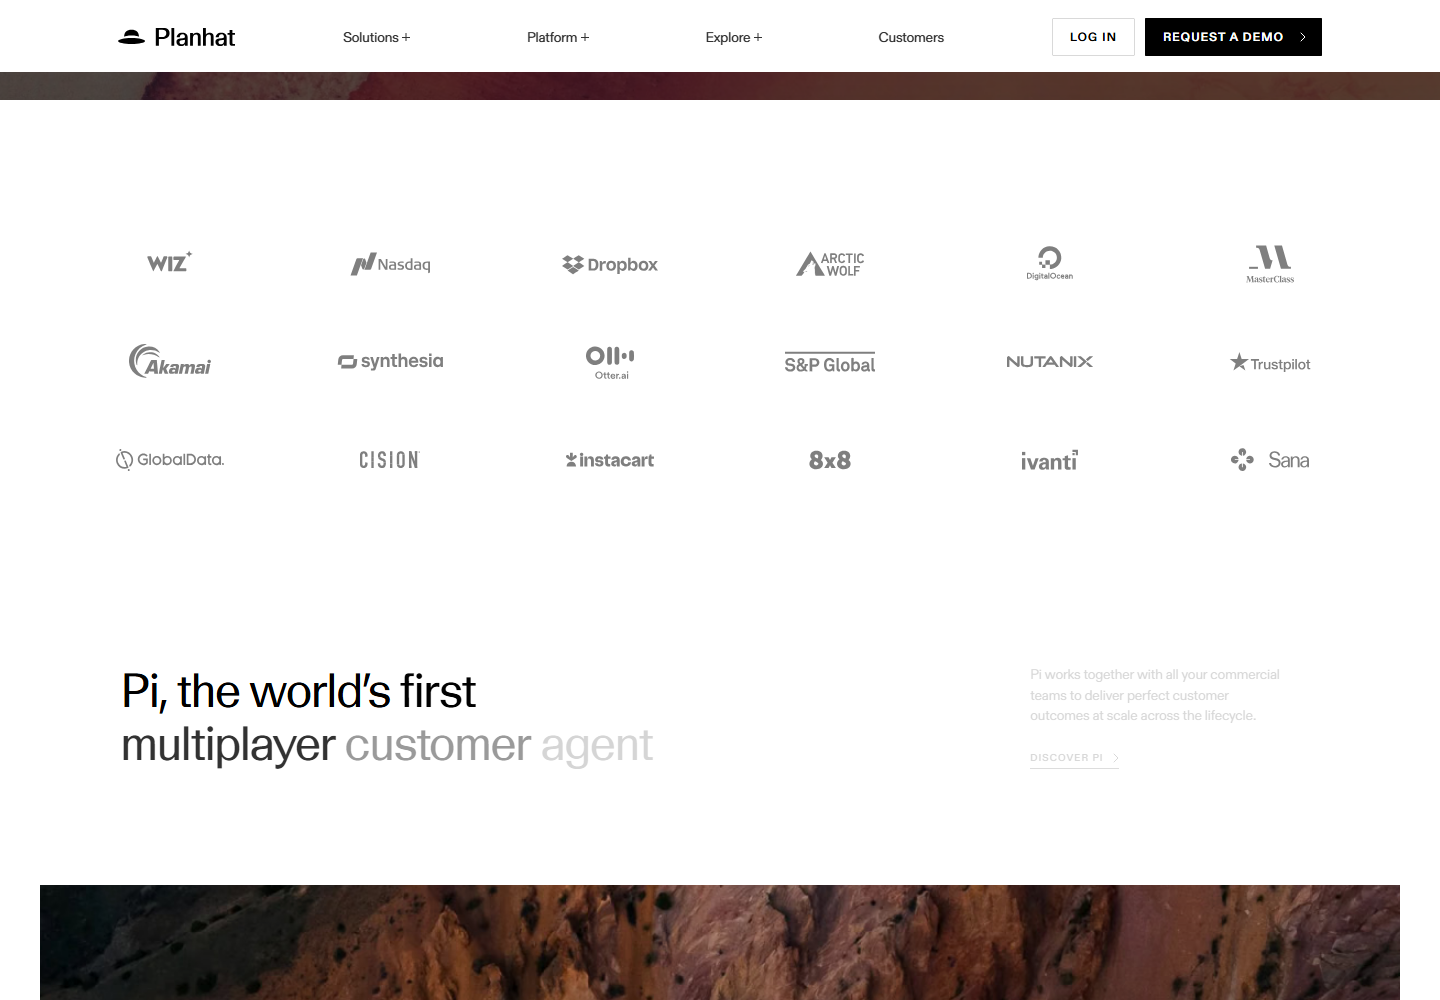 Planhat
Solutions +
Platform +
Explore +
Customers
LOG IN
REQUEST A DEMO
WIZ
Nasdaq
Dropbox
ARCTIC
WOLF
DigitalOcean
MasterClass
Akamai
synthesia
Otter.ai
S&P Global
NUTANIX
Trustpilot
GlobalData.
CISION
instacart
8x8
ivanti
Sana
Pi, the world’s first
multiplayer customer agent
Pi works together with all your commercial
teams to deliver perfect customer
outcomes at scale across the lifecycle.
DISCOVER PI